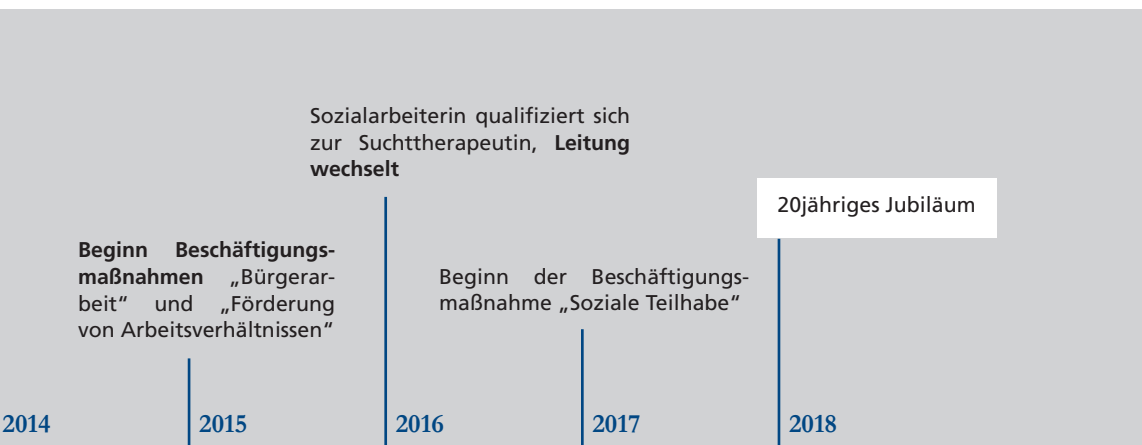 Sozialarbeiterin qualifiziert sich
zur Suchttherapeutin, Leitung
wechselt
20jähriges Jubiläum
Beginn Beschäftigungs-
maßnahmen „Bürgerar-
beit“ und „Förderung
von Arbeitsverhältnissen“
Beginn der Beschäftigungs-
maßnahme „Soziale Teilhabe“
2014 2015 2016 2017 2018